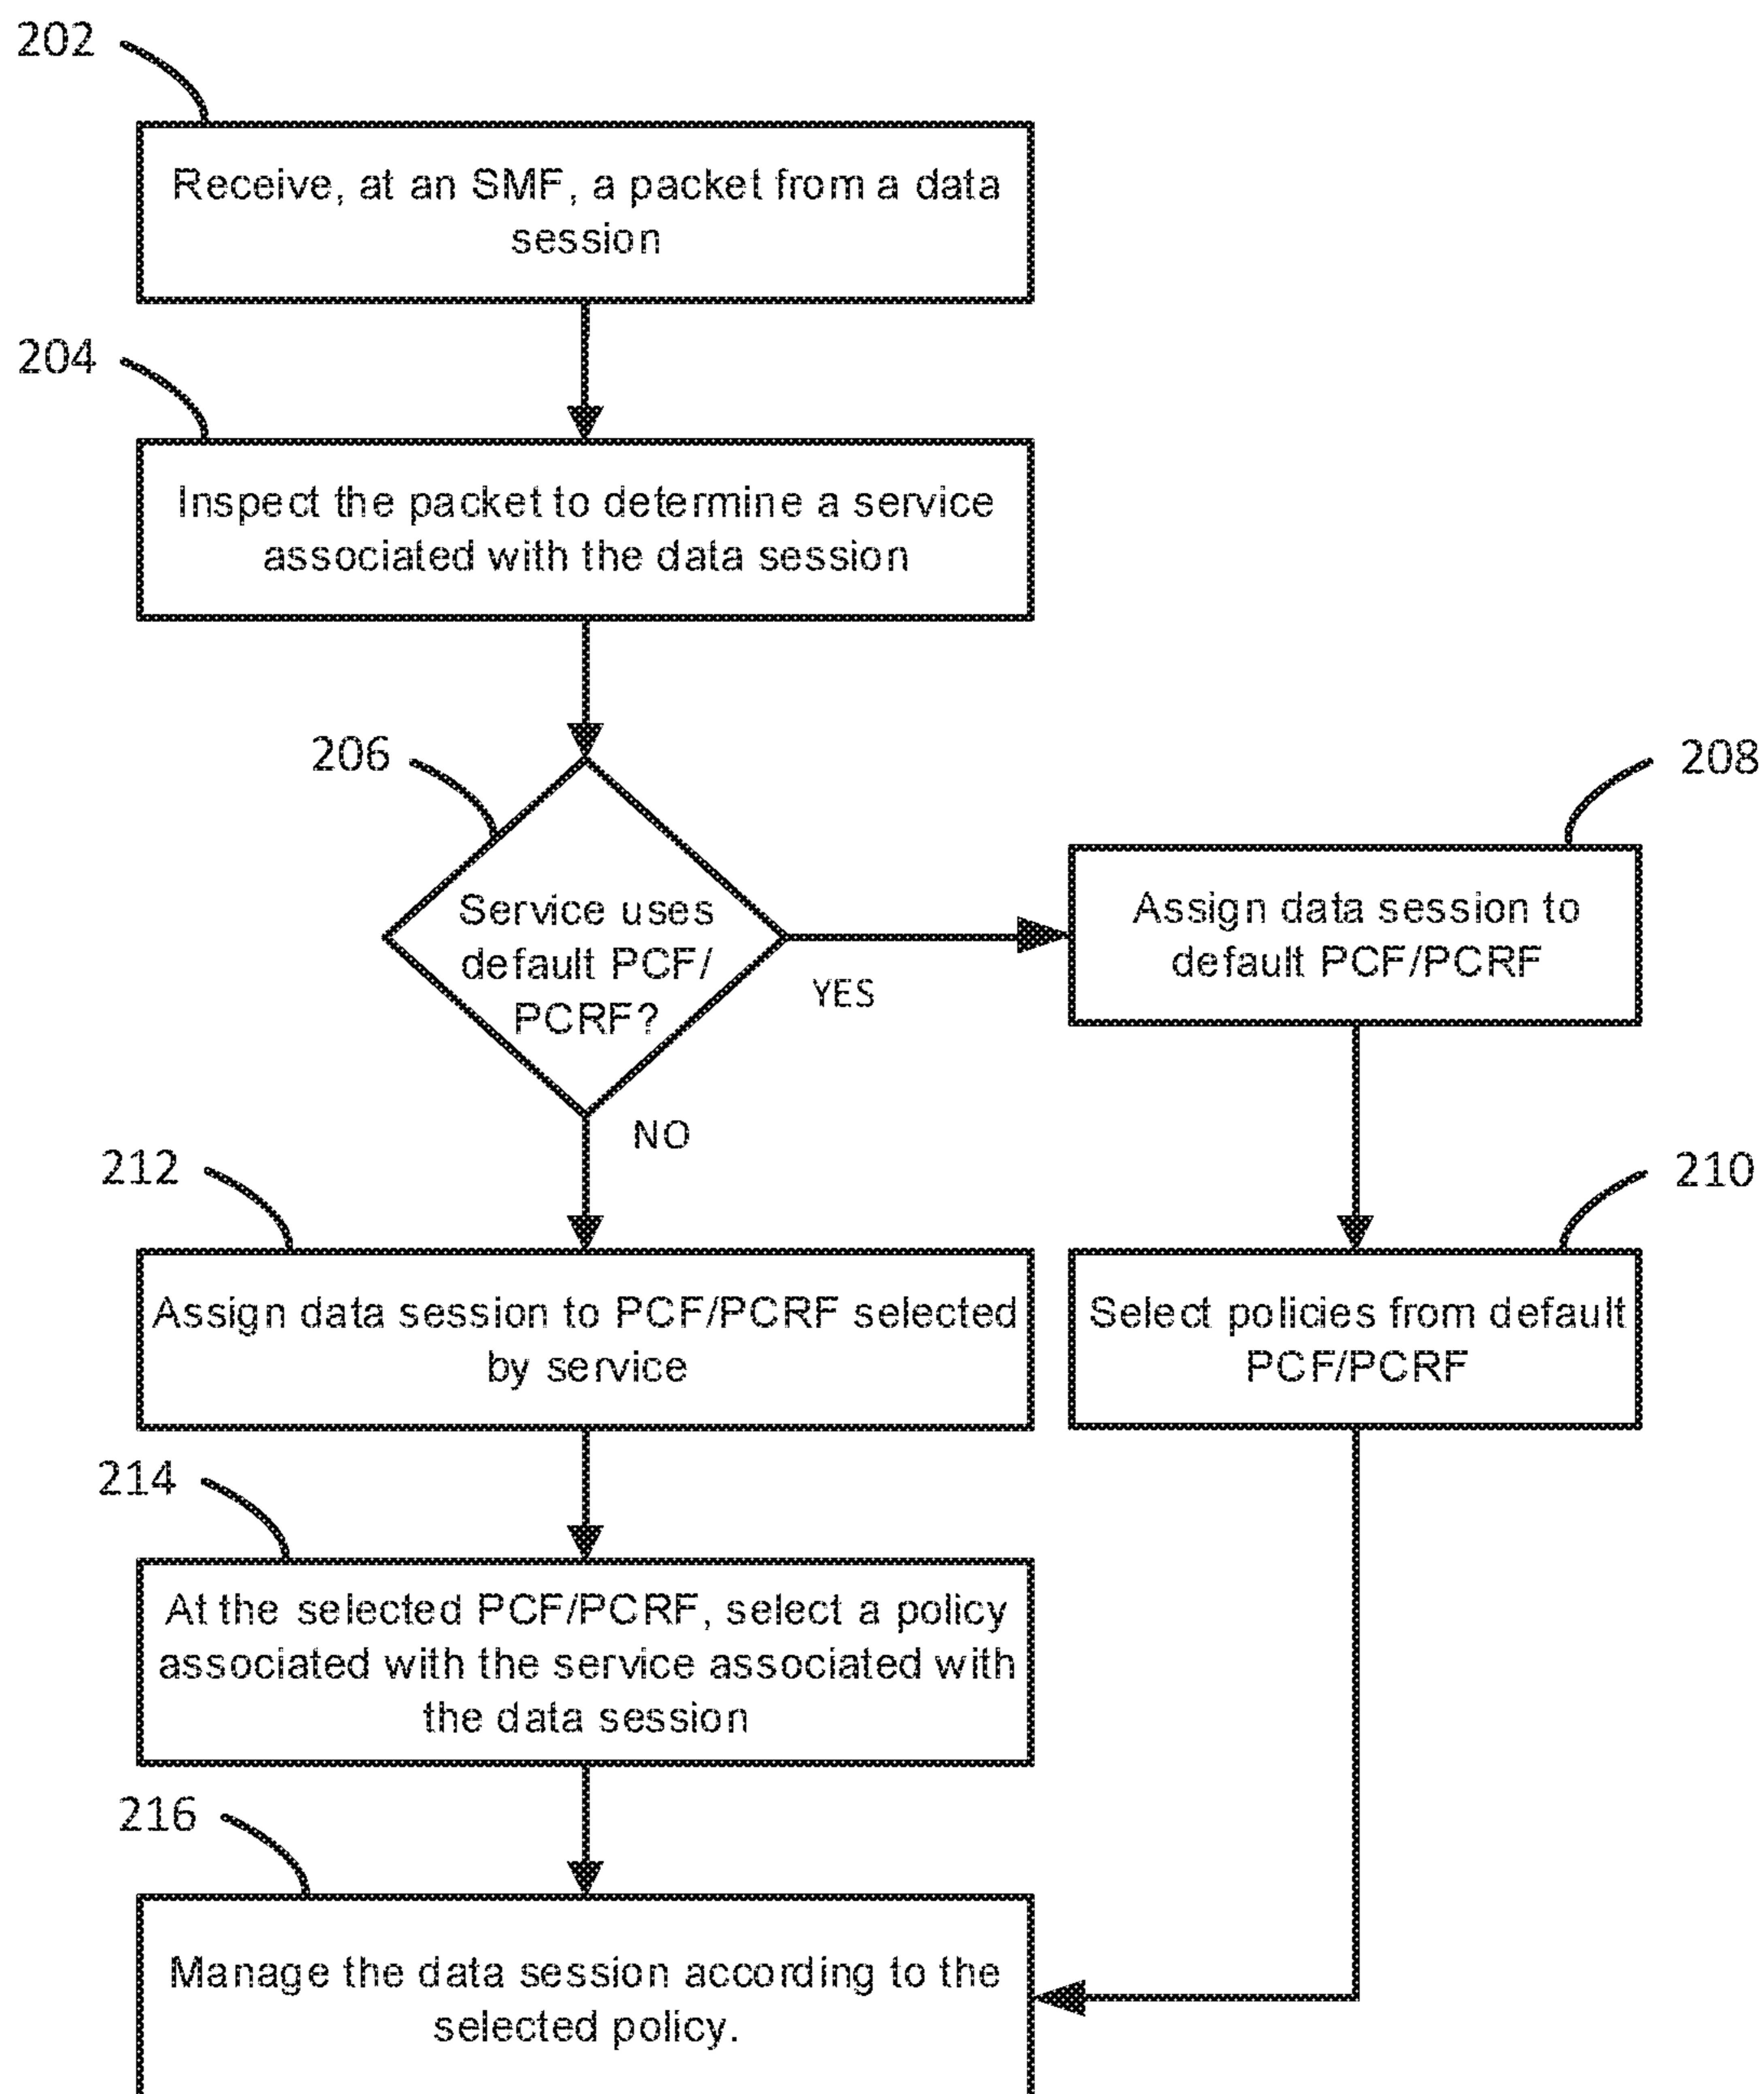 202
Receive, at an SMF, a packet from a data
session
204
Inspect the packet to determine a service
associated with the data session
206
Service uses
default PCF/
PCRF?
YES
NO
208
Assign data session to
default PCF/PCRF
212
Assign data session to PCF/PCRF selected
by service
210
Select policies from default
PCF/PCRF
214
At the selected PCF/PCRF, select a policy
associated with the service associated with
the data session
216
Manage the data session according to the
selected policy.